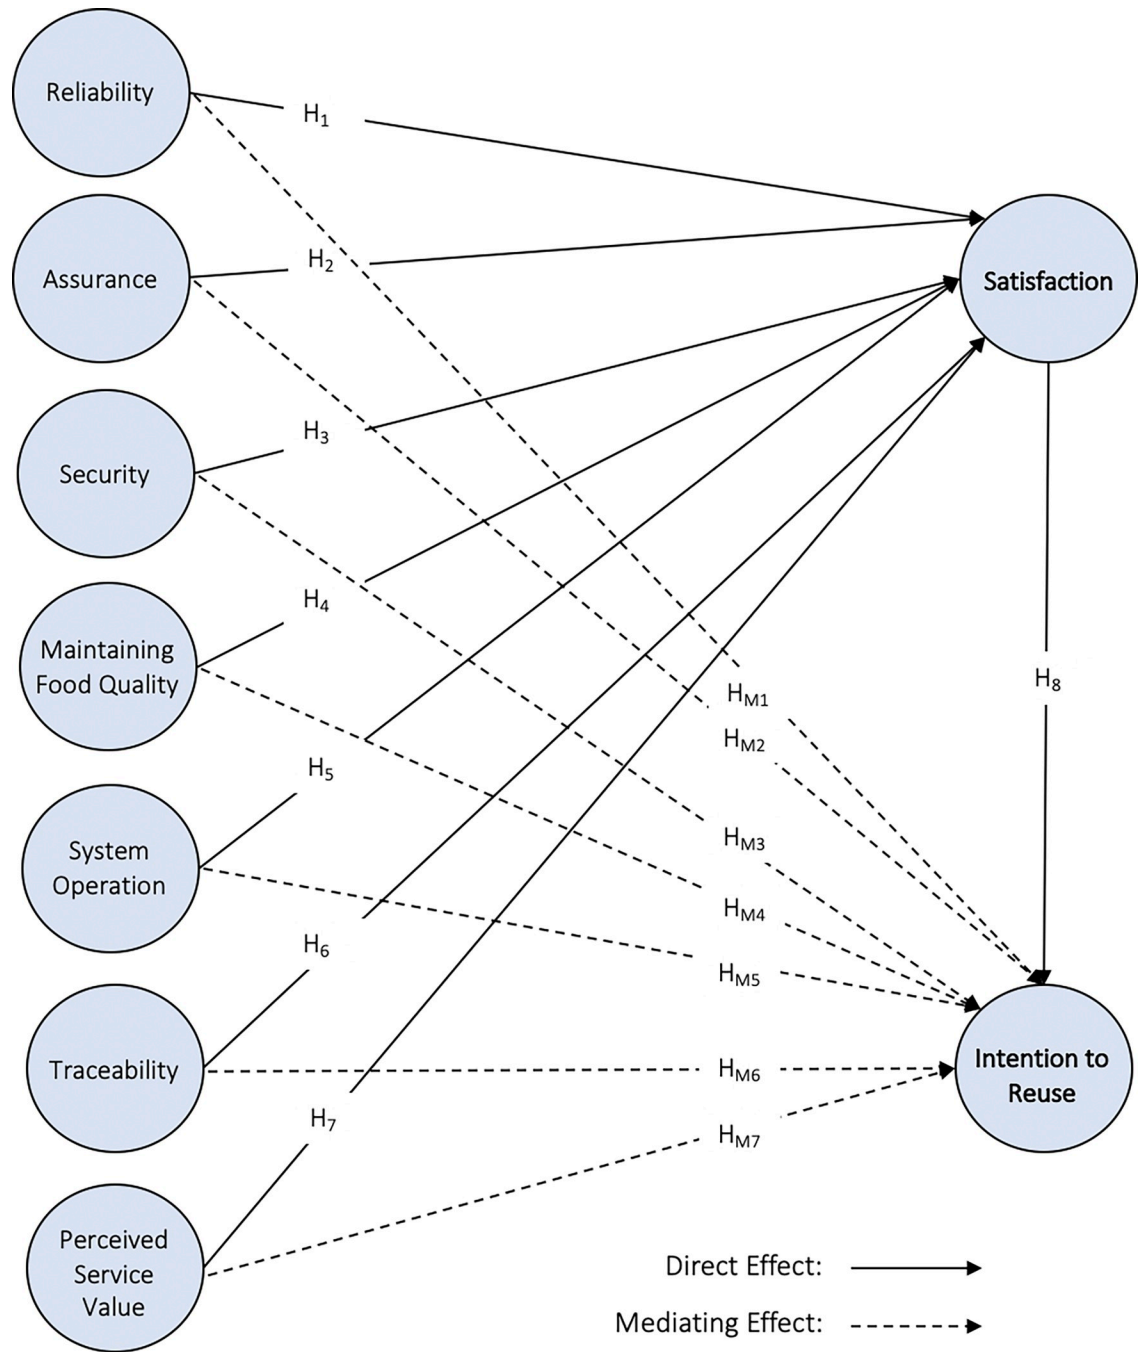 Reliability
H1
Assurance
H2
Satisfaction
Security
H3
Maintaining
Food Quality
H4
HM1
HM2
H8
System
Operation
H5
HM3
HM4
HM5
Traceability
H6
HM6
Intention to
Reuse
H7
HM7
Perceived
Service
Value
Direct Effect:
Mediating Effect: